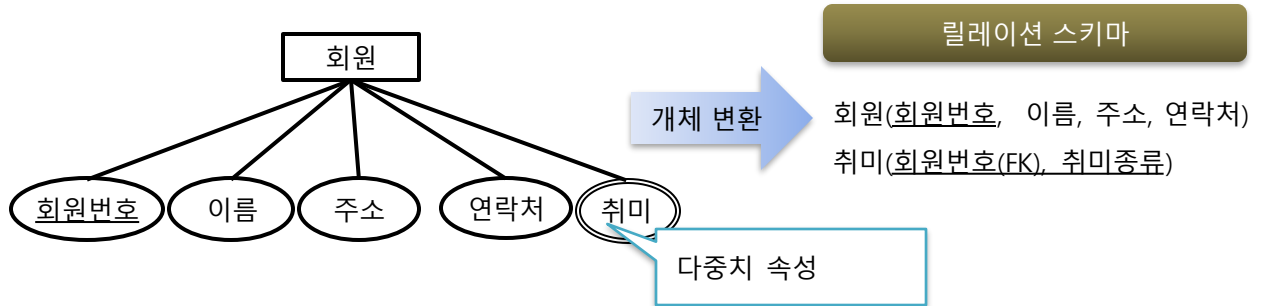 릴레이션 스키마
회원
개체 변환
회원(회원번호, 이름, 주소, 연락처)
취미(회원번호(FK), 취미종류)
회원번호 이름 주소 연락처 취미
다중치 속성